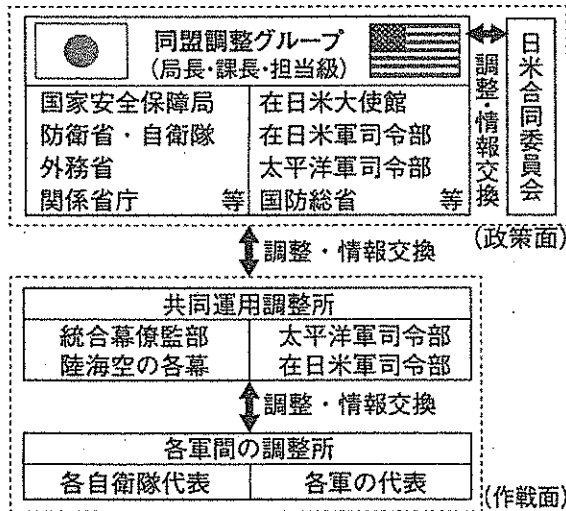 同盟調整グループ
(局長・課長・担当級)
国家安全保障局
防衛省・自衛隊
外務省
関係省庁 等
在日米大使館
在日米軍司令部
太平洋軍司令部
国防総省 等
調整・情報交換
日米合同委員会
(政策面)
調整・情報交換
共同運用調整所
統合幕僚監部
陸海空の各幕
太平洋軍司令部
在日米軍司令部
調整・情報交換
各軍間の調整所
各自衛隊代表
各軍の代表
(作戦面)